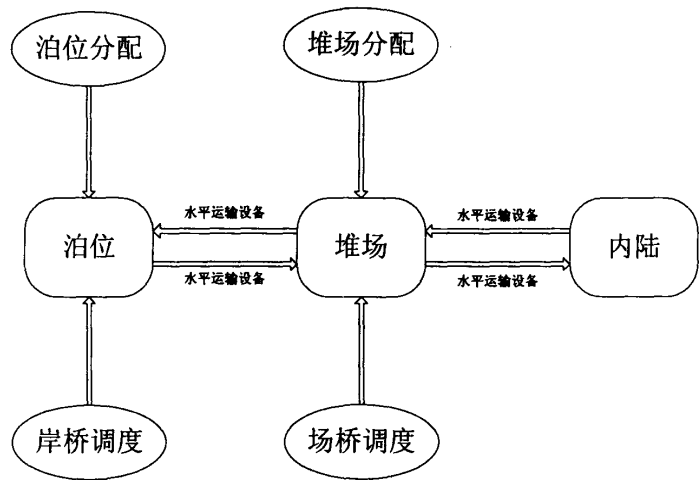 泊位分配
堆场分配
水平运输设备
水平运输设备
泊位
堆场
内陆
水平运输设备
水平运输设备
岸桥调度
场桥调度